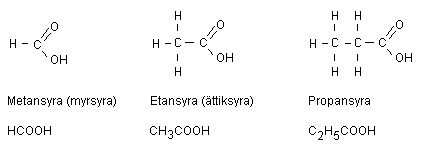 H H H
O O O
H – C H – C – C H – C – C – C
OH OH OH
H H H
Metansyra (myrsyra) Etansyra (ättiksyra) Propansyra
HCOOH CH₃COOH C₂H₅COOH